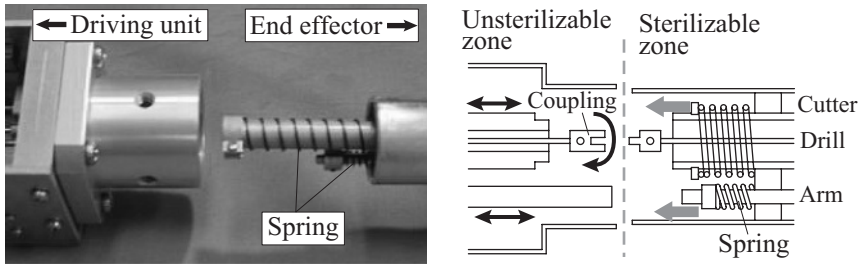 Driving unit
End effector
Spring
Unsterilizable
zone
Sterilizable
zone
Coupling
Cutter
Drill
Arm
Spring